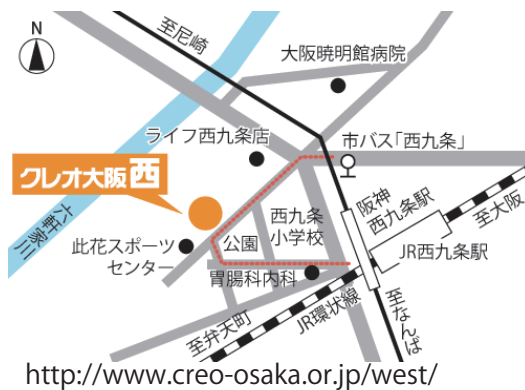 N
至尼崎
大阪暁明館病院
ライフ西九条店
市バス「西九条」
クレオ大阪西
六軒家川
此花スポーツ
センター
公園
西九条
小学校
阪神
西九条駅
至大阪
JR西九条駅
胃腸科内科
至弁天町
JR環状線
至なんば
http://www.creo-osaka.or.jp/west/